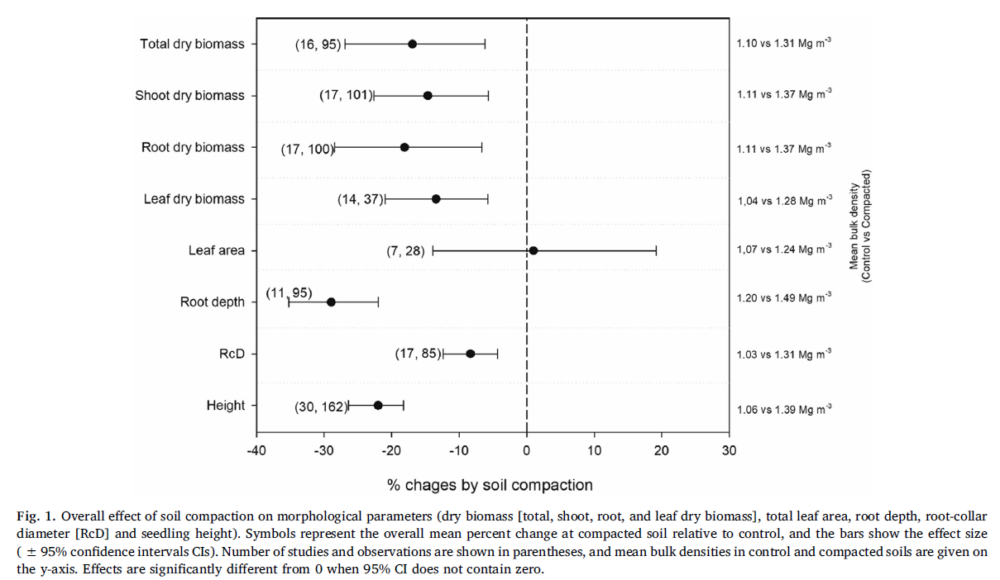 Total dry biomass (16, 95) 1.10 vs 1.31 Mg m-3
Shoot dry biomass (17, 101) 1.11 vs 1.37 Mg m-3
Root dry biomass (17, 100) 1.11 vs 1.37 Mg m-3
Leaf dry biomass (14, 37) 1,04 vs 1.28 Mg m-3
Leaf area (7, 28) 1,07 vs 1.24 Mg m-3
Root depth (11, 95) 1.20 vs 1.49 Mg m-3
RcD (17, 85) 1.03 vs 1.31 Mg m-3
Height (30, 162) 1.06 vs 1.39 Mg m-3
Mean bulk density
(Control vs Compacted)
-40 -30 -20 -10 0 10 20 30
% chages by soil compaction
Fig. 1. Overall effect of soil compaction on morphological parameters (dry biomass [total, shoot, root, and leaf dry biomass], total leaf area, root depth, root-collar
diameter [RcD] and seedling height). Symbols represent the overall mean percent change at compacted soil relative to control, and the bars show the effect size
( ± 95% confidence intervals CIs). Number of studies and observations are shown in parentheses, and mean bulk densities in control and compacted soils are given on
the y-axis. Effects are significantly different from 0 when 95% CI does not contain zero.